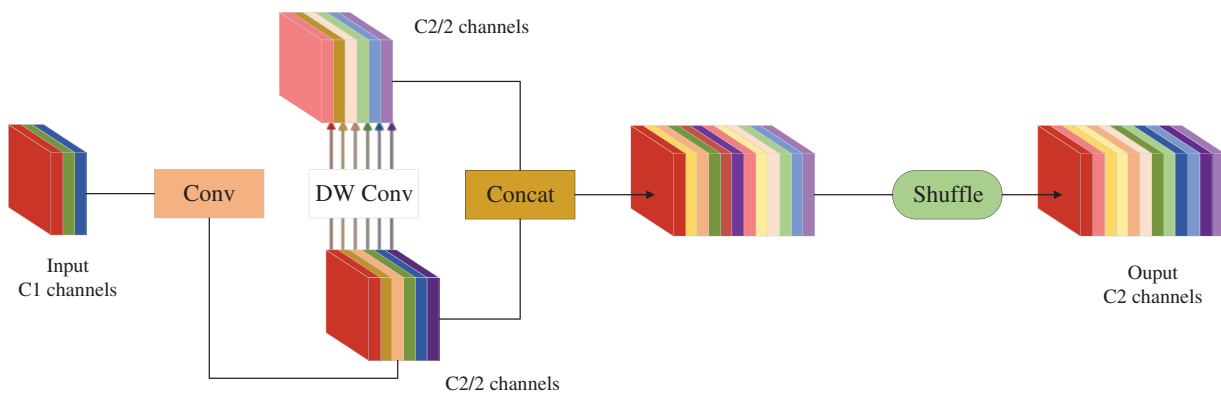 C2/2 channels
Conv
DW Conv
Concat
Shuffle
Input
C1 channels
Ouput
C2 channels
C2/2 channels